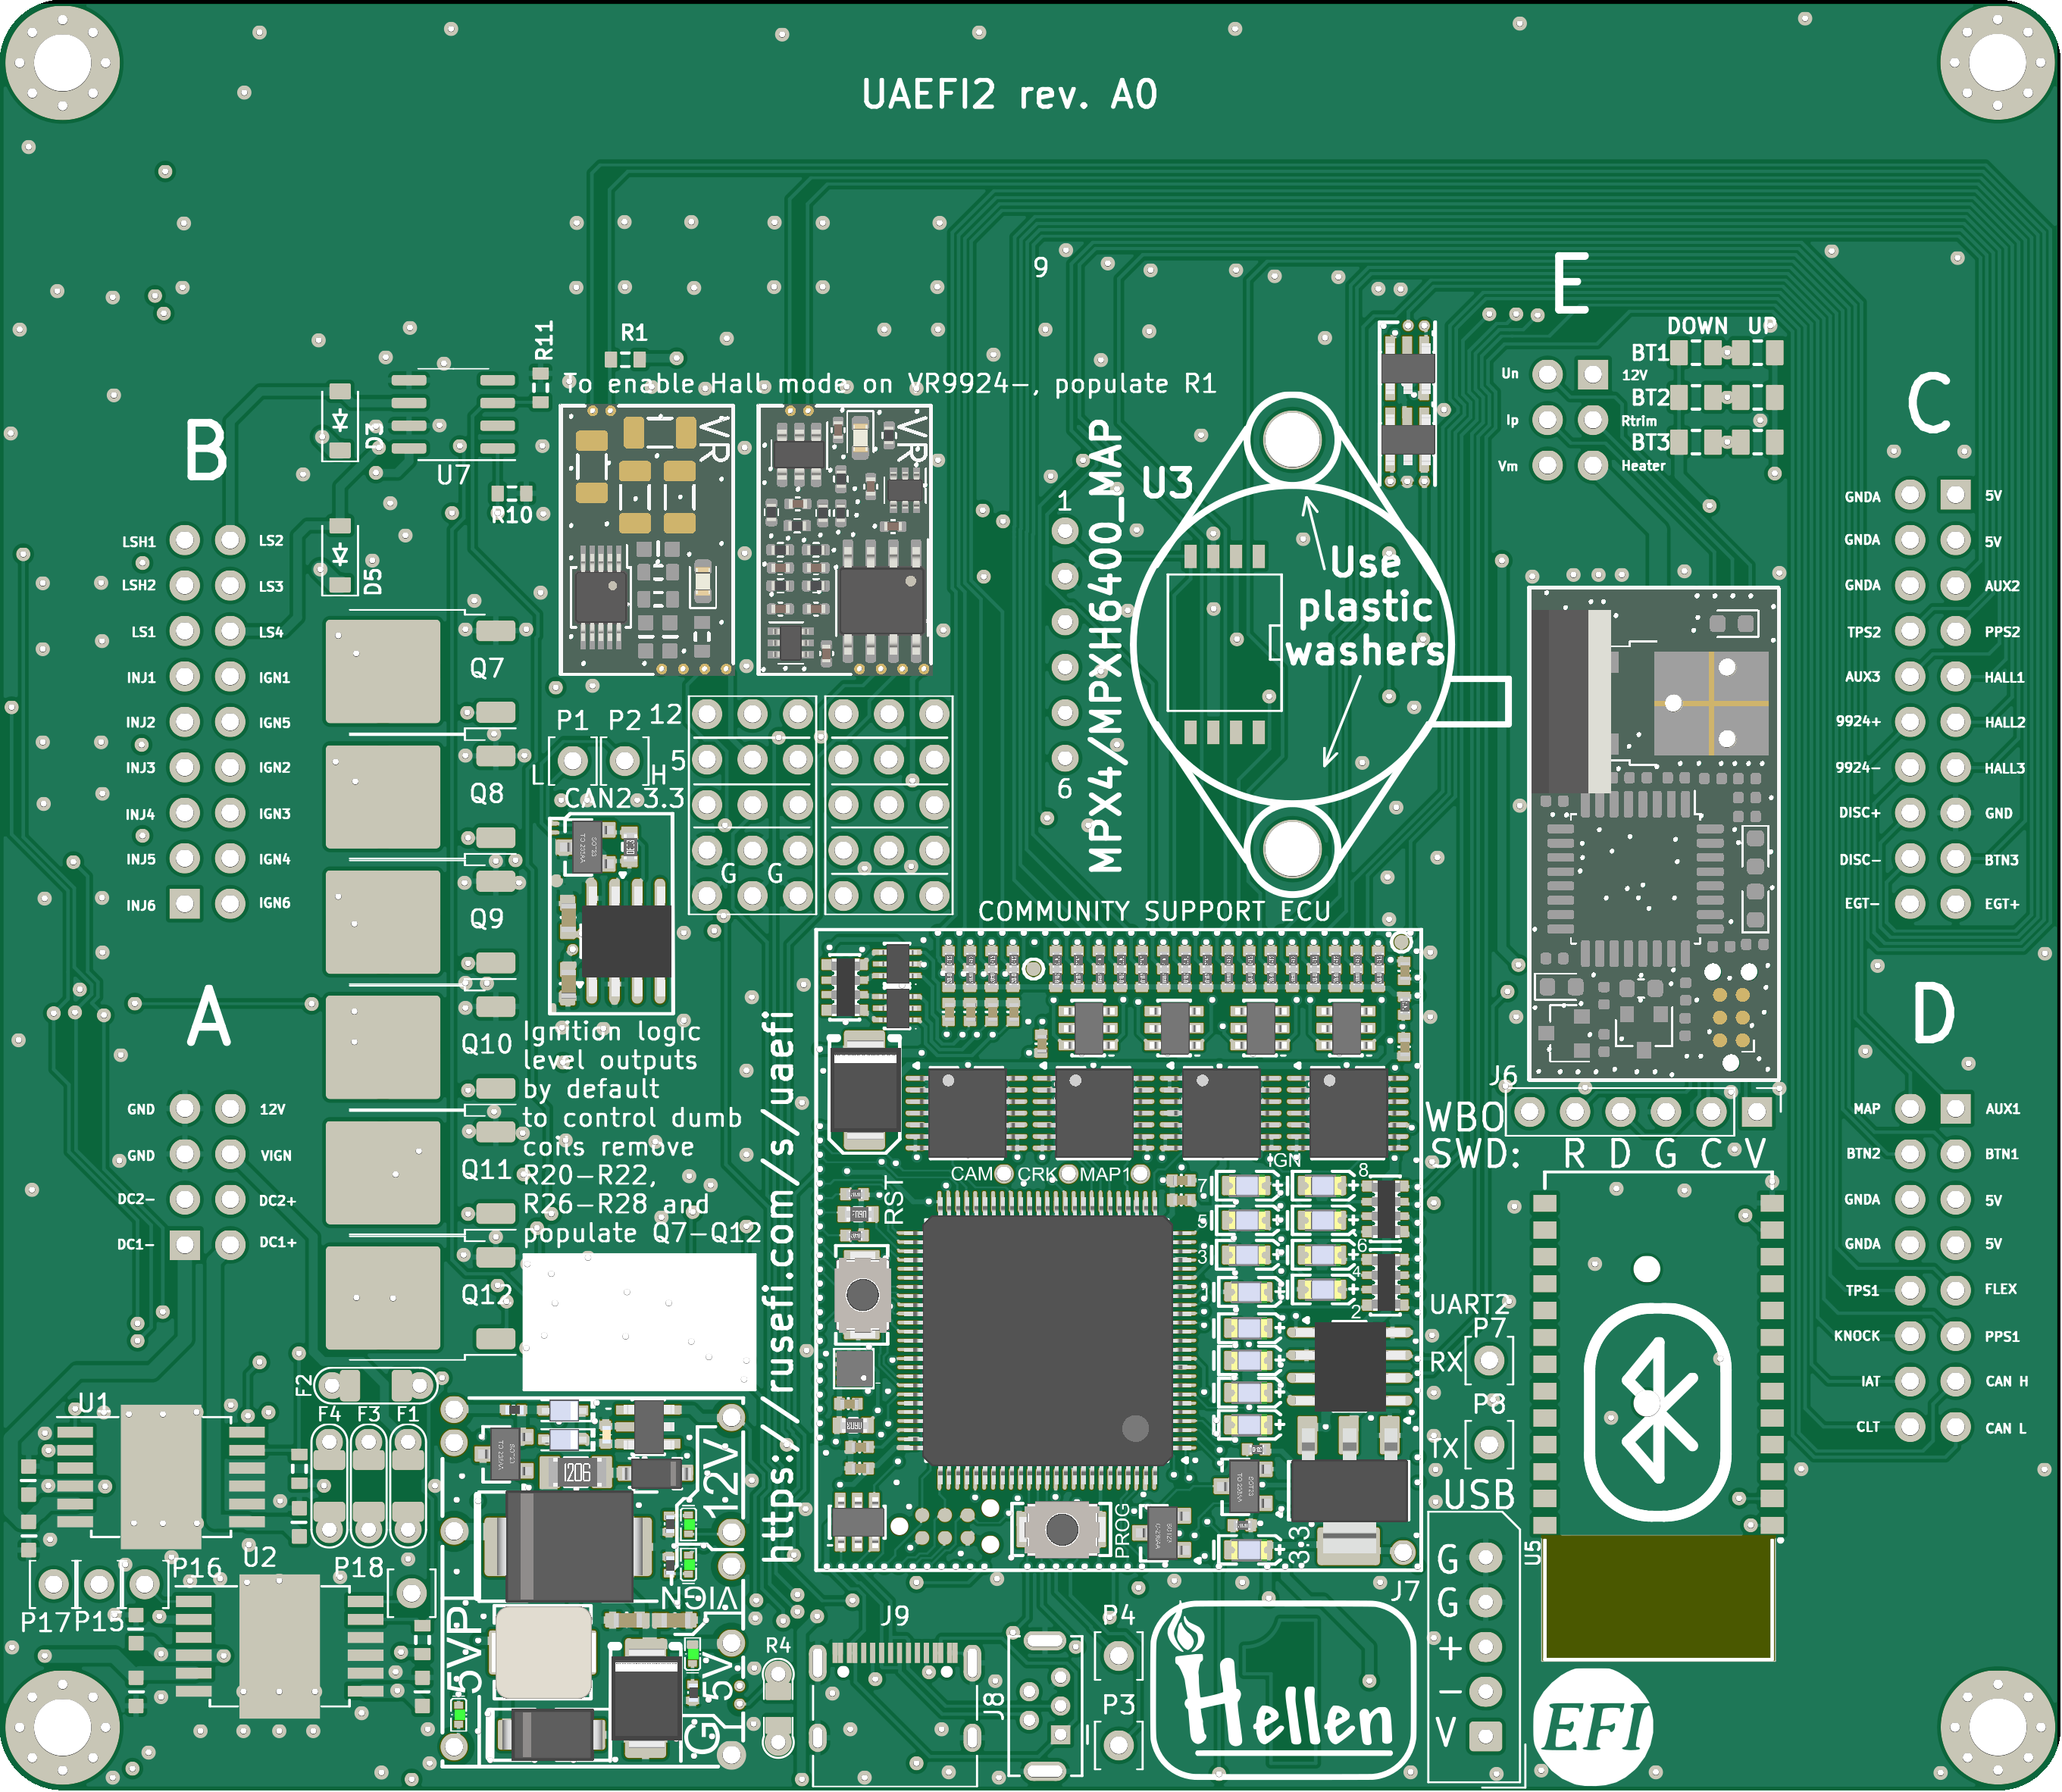 UAEFI2 rev. A0
9
E
DOWN UP
BT1
BT2
BT3
Un
12V
Ip
Rtrim
Vm
Heater
R11
R1
To enable Hall mode on VR9924-, populate R1
VR
VR
B
D3
U7
R10
D5
LSH1
LS2
LSH2
LS3
LS1
LS4
INJ1
IGN1
INJ2
IGN5
INJ3
IGN2
INJ4
IGN3
INJ5
IGN4
INJ6
IGN6
Q7
Q8
Q9
Q10
Q11
Q12
1
6
MPX4/MPXH6400_MAP
U3
Use
plastic
washers
C
GNDA
5V
GNDA
5V
GNDA
AUX2
TPS2
PPS2
AUX3
HALL1
9924+
HALL2
9924-
HALL3
DISC+
GND
DISC-
BTN3
EGT-
EGT+
P1
P2
12
L
H
5
CAN2
3.3
G
G
COMMUNITY SUPPORT ECU
A
GND
12V
GND
VIGN
DC2-
DC2+
DC1-
DC1+
Ignition logic
level outputs
by default
to control dumb
coils remove
R20-R22,
R26-R28 and
populate Q7-Q12
https://rusefi.com/s/uaefi
CAM
CRK
MAP1
IGN
8
7
5
6
3
4
1
2
RST
PROG
3.3
J6
WBO
SWD: R D G C V
D
MAP
AUX1
BTN2
BTN1
GNDA
5V
GNDA
5V
TPS1
FLEX
KNOCK
PPS1
IAT
CAN H
CLT
CAN L
UART2
P7
RX
P8
TX
USB
U5
G
G
+
-
V
J7
F2
U1
F4
F3
F1
U2
P16
P18
P17
P15
1206
12V
VIGN
5VP
5V
G
R4
J9
J8
P4
P3
Hellen
1
EFI